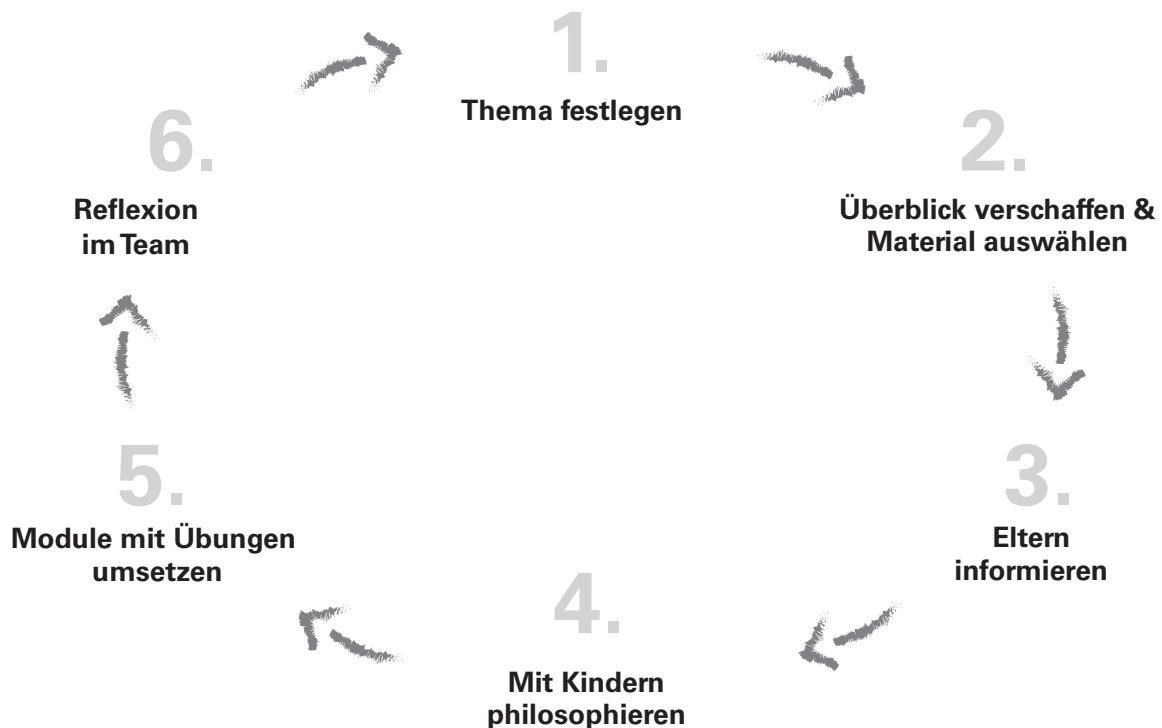 1.
Thema festlegen
2.
Überblick verschaffen &
Material auswählen
3.
Eltern
informieren
4.
Mit Kindern
philosophieren
5.
Module mit Übungen
umsetzen
6.
Reflexion
im Team